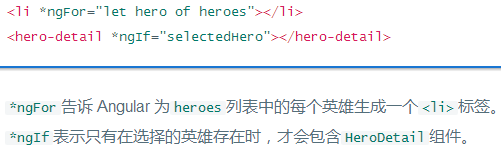 <li *ngFor="let hero of heroes"></li>
<hero-detail *ngIf="selectedHero"></hero-detail>
*ngFor 告诉 Angular 为 heroes 列表中的每个英雄生成一个 <li> 标签。
*ngIf 表示只有在选择的英雄存在时，才会包含 HeroDetail 组件。